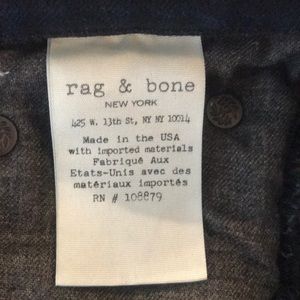 rag & bone
NEW YORK
425 W. 13th St, NY NY 10014
Made in the USA
with imported materials
Fabriqué Aux
Etats-Unis avec des
matériaux importés
RN # 108879